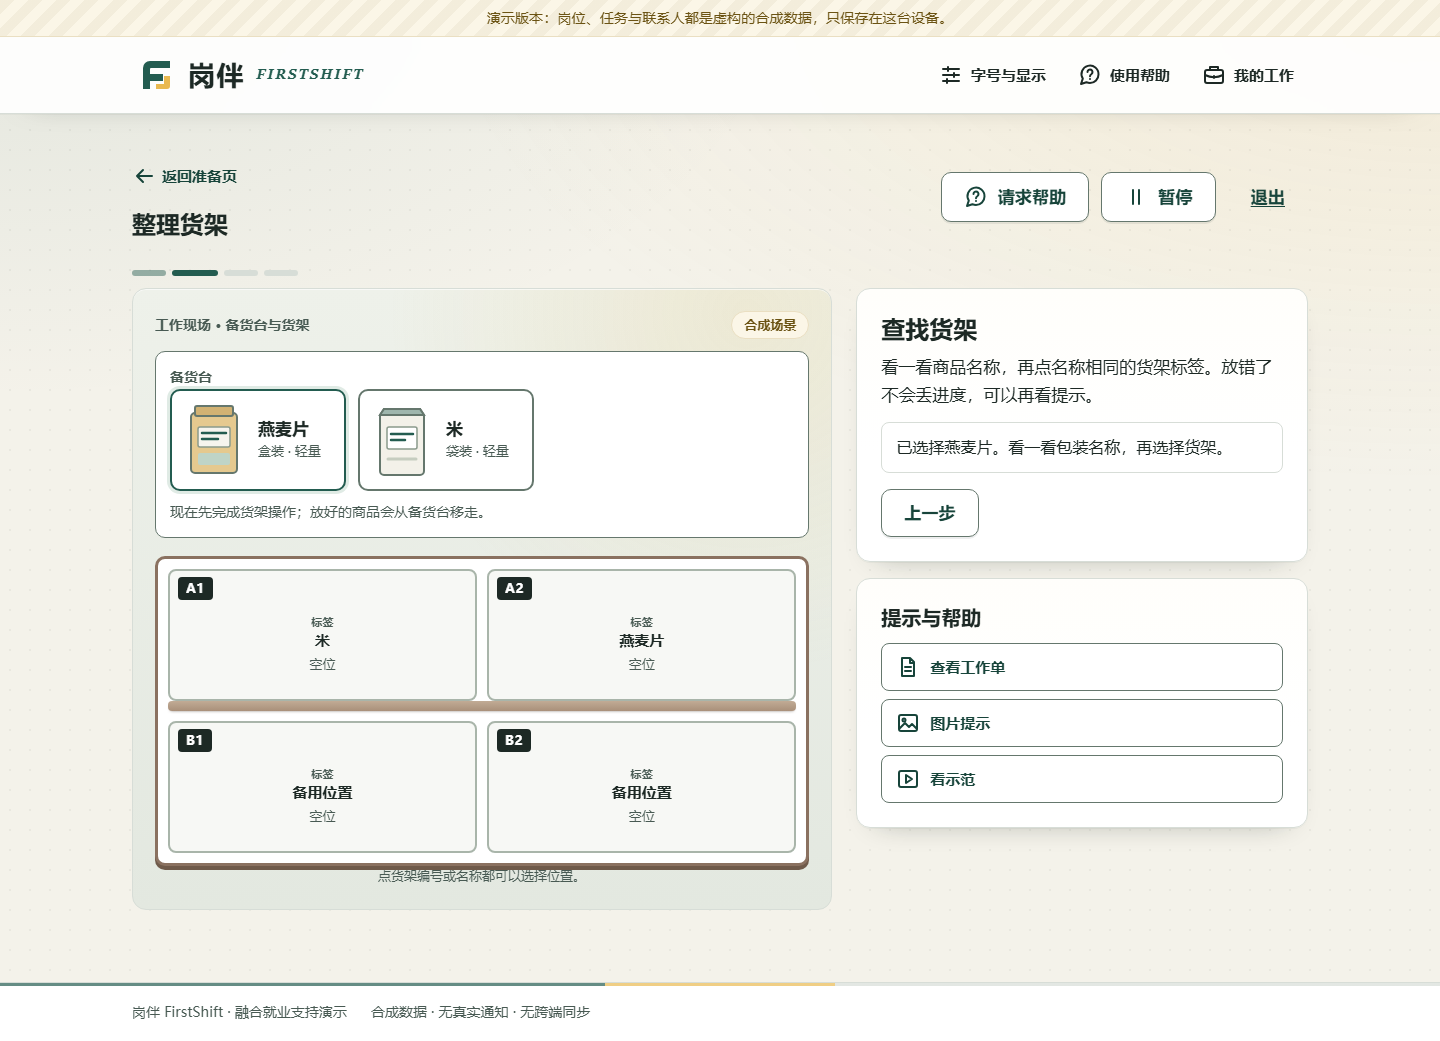 演示版本：岗位、任务与联系人都是虚构的合成数据，只保存在这台设备。
岗伴 FIRSTSHIFT
字号与显示
使用帮助
我的工作
返回准备页
整理货架
请求帮助
暂停
退出
工作现场 • 备货台与货架
合成场景
备货台
燕麦片
盒装 · 轻量
米
袋装 · 轻量
现在先完成货架操作；放好的商品会从备货台移走。
A1
标签
米
空位
A2
标签
燕麦片
空位
B1
标签
备用位置
空位
B2
标签
备用位置
空位
点货架编号或名称都可以选择位置。
查找货架
看一看商品名称，再点名称相同的货架标签。放错了
不会丢进度，可以再看提示。
已选择燕麦片。看一看包装名称，再选择货架。
上一步
提示与帮助
查看工作单
图片提示
看示范
岗伴 FirstShift · 融合就业支持演示
合成数据 · 无真实通知 · 无跨端同步